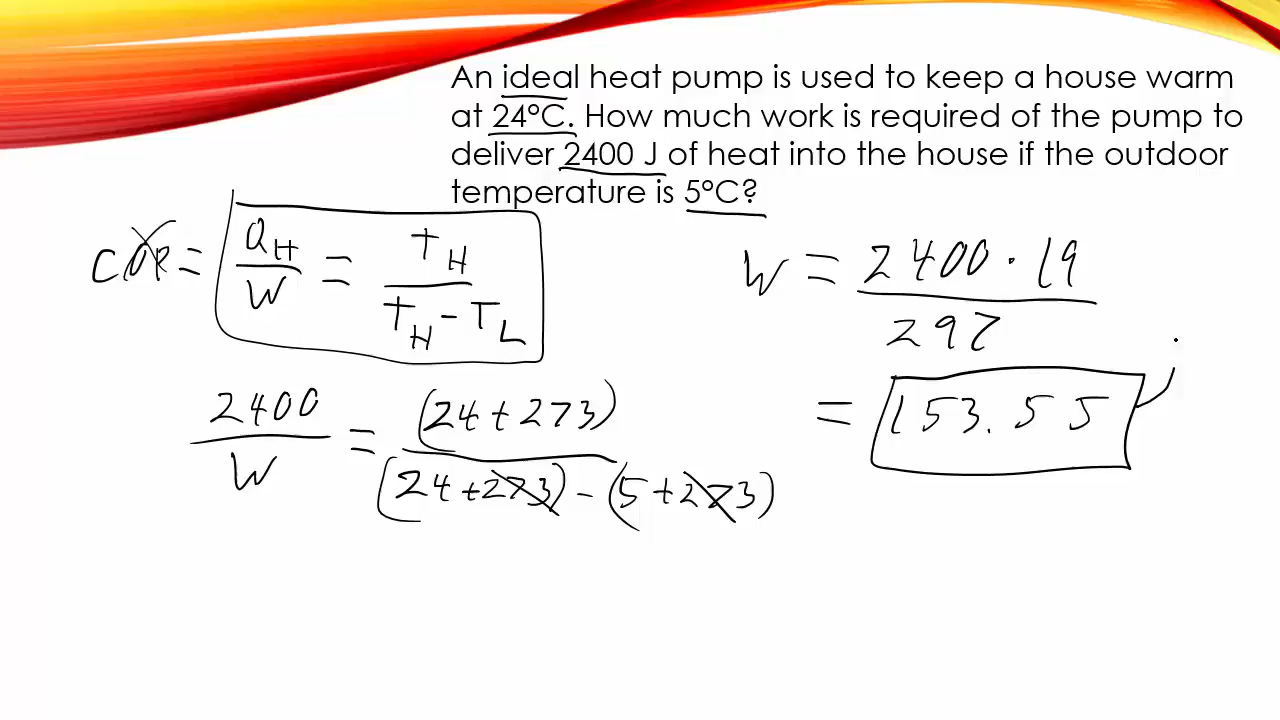 An ideal heat pump is used to keep a house warm
at 24°C. How much work is required of the pump to
deliver 2400 J of heat into the house if the outdoor
temperature is 5°C?
COP = Q_H / W = T_H / (T_H - T_L)
2400 / W = (24 + 273) / (24 + 273) - (5 + 273)
W = 2400 · 19 / 297
= 153.55 J